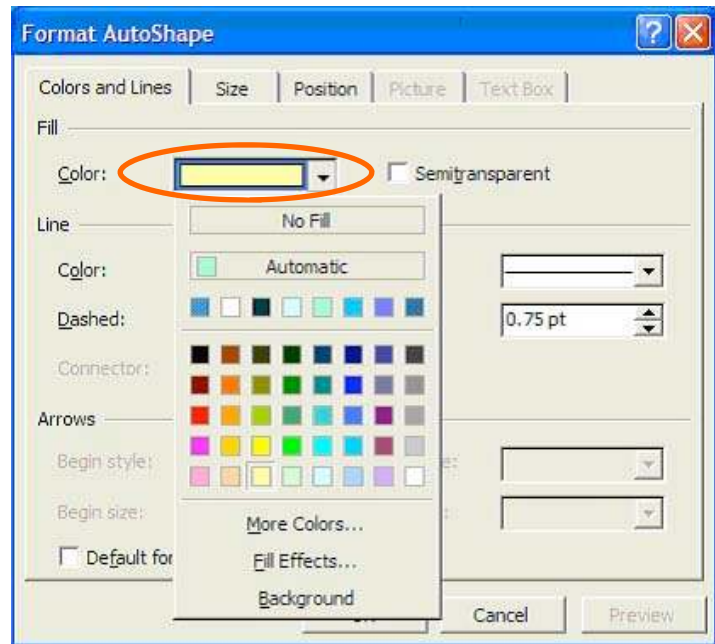 Format AutoShape
Colors and Lines Size Position Picture Text Box
Fill
Color: Semitransparent
No Fill
Line
Automatic
Color:
Dashed: 0.75 pt
Connector:
Arrows
Begin style: e:
Begin size: :
More Colors...
Default for
Fill Effects...
Background
Cancel Preview